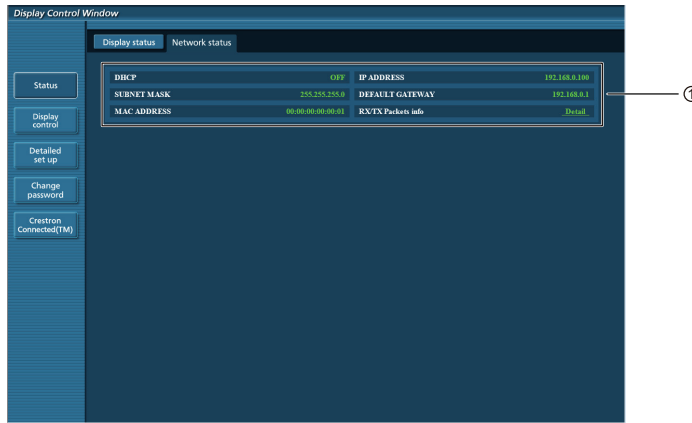 Display Control Window
Display status Network status
DHCP OFF IP ADDRESS 192.168.0.100
SUBNET MASK 255.255.255.0 DEFAULT GATEWAY 192.168.0.1
MAC ADDRESS 00:00:00:00:00:01 RX/TX Packets info Detail
Status
Display
control
Detailed
set up
Change
password
Crestron
Connected(TM)
①